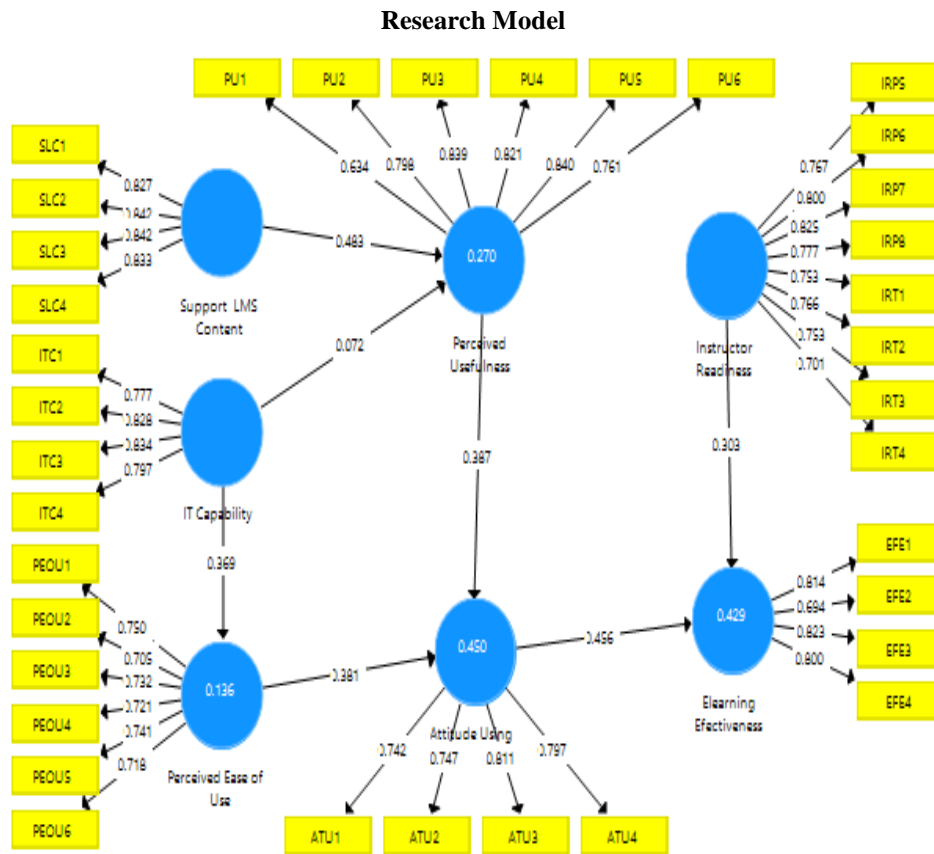 Research Model
PU1
PU2
PU3
PU4
PU5
PU6
0.634
0.798
0.839
0.821
0.840
0.761
SLC1
SLC2
SLC3
SLC4
0.827
0.842
0.842
0.833
Support LMS
Content
0.483
0.270
Perceived
Usefulness
IRP5
IRP6
IRP7
IRP8
IRT1
IRT2
IRT3
IRT4
0.767
0.800
0.825
0.777
0.753
0.766
0.753
0.701
Instructor
Readiness
ITC1
ITC2
ITC3
ITC4
0.777
0.828
0.834
0.797
IT Capability
0.072
0.369
0.387
0.303
PEOU1
PEOU2
PEOU3
PEOU4
PEOU5
PEOU6
0.750
0.705
0.732
0.721
0.741
0.718
0.136
Perceived Ease of
Use
0.381
0.450
Attitude Using
0.742
0.747
0.811
0.797
ATU1
ATU2
ATU3
ATU4
0.456
0.429
Elearning
Efectiveness
0.814
0.694
0.823
0.800
EFE1
EFE2
EFE3
EFE4